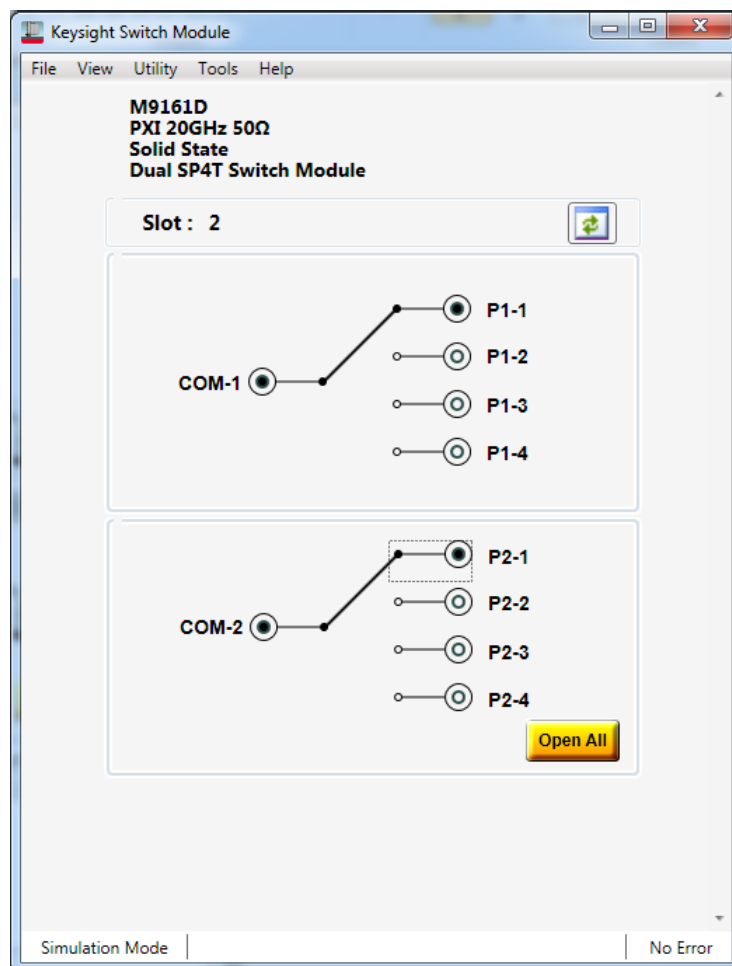 Keysight Switch Module
File View Utility Tools Help
M9161D
PXI 20GHz 50Ω
Solid State
Dual SP4T Switch Module
Slot : 2
P1-1
P1-2
COM-1
P1-3
P1-4
P2-1
P2-2
COM-2
P2-3
P2-4
Open All
Simulation Mode
No Error